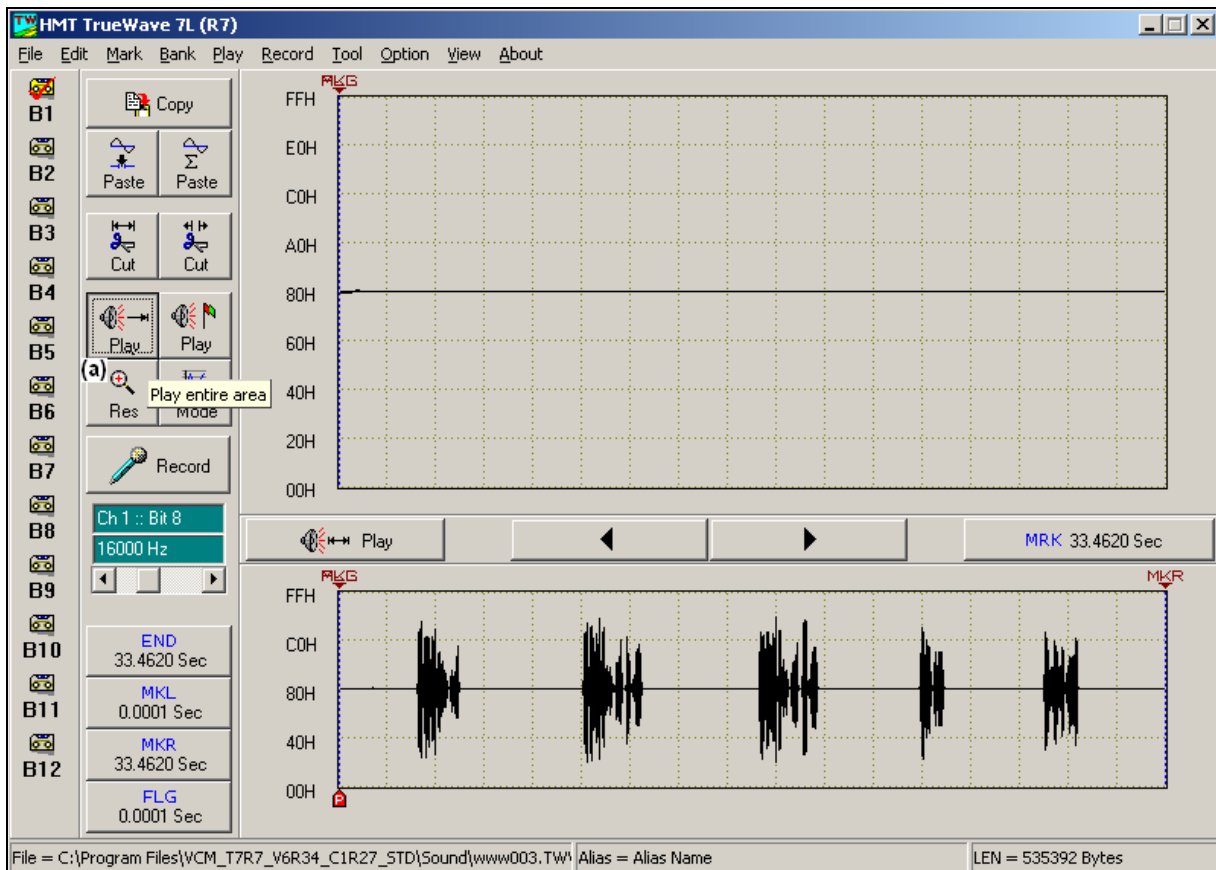 HMT TrueWave 7L (R7)
File Edit Mark Bank Play Record Tool Option View About
B1
B2
B3
B4
B5
B6
B7
B8
B9
B10
B11
B12
Copy
Paste Paste
Cut Cut
Play Play
(a)
Play entire area
Res Mode
Record
Ch 1 :: Bit 8
16000 Hz
END
33.4620 Sec
MKL
0.0001 Sec
MKR
33.4620 Sec
FLG
0.0001 Sec
FFH
E0H
C0H
A0H
80H
60H
40H
20H
00H
Play
MRK 33.4620 Sec
MKR
FFH
C0H
80H
40H
00H
P
File = C:\Program Files\VCM_T7R7_V6R34_C1R27_STD\Sound\www003.TW
Alias = Alias Name
LEN = 535392 Bytes